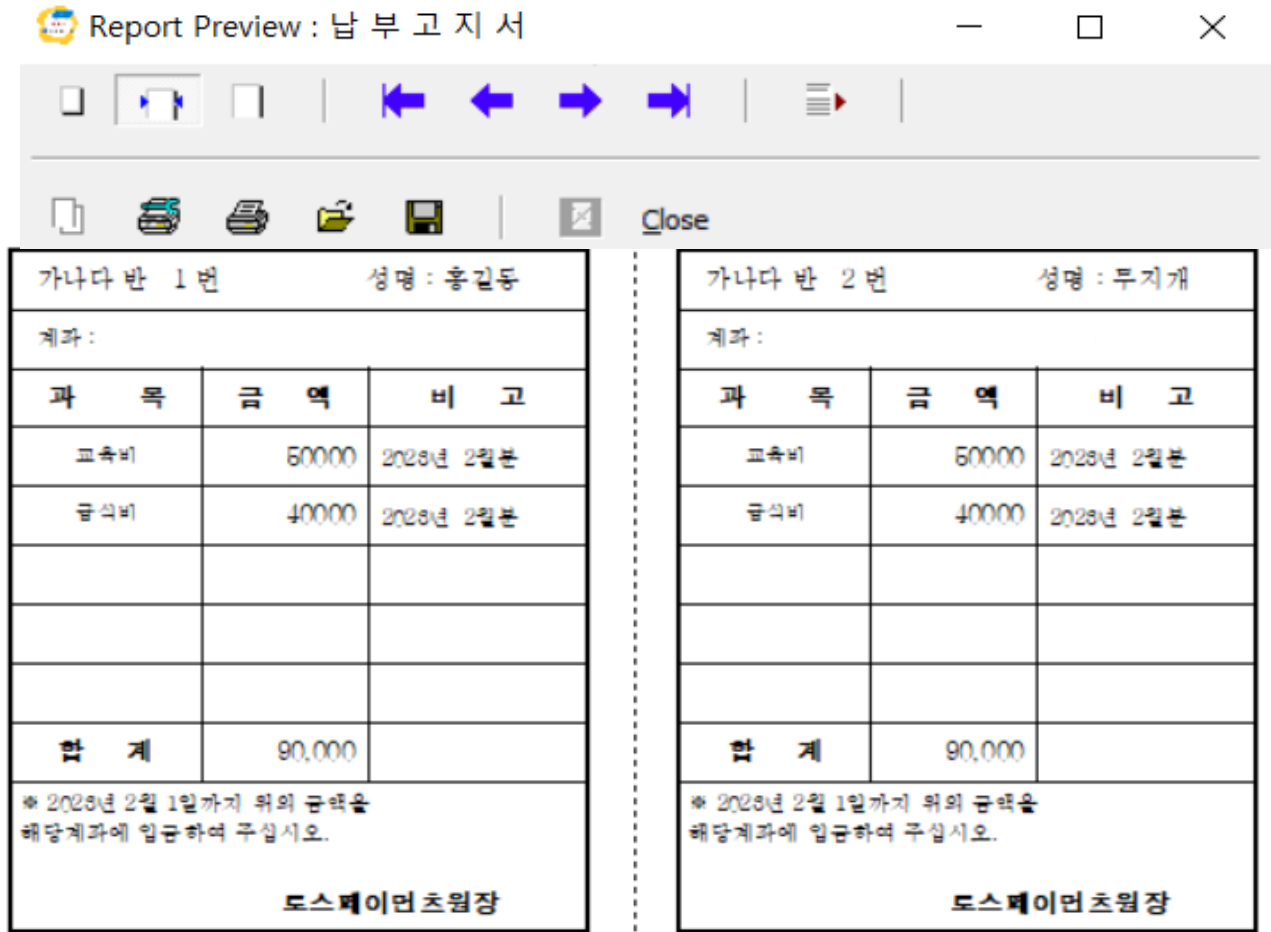 Report Preview : 납 부 고 지 서
Close
가나다 반 1 번 성명 : 홍길동
계좌 :
과 목 금 액 비 고
교육비 50000 2023년 2월분
급식비 40000 2023년 2월분
합 계 90,000
※ 2023년 2월 1일까지 위의 금액을
해당계좌에 입금하여 주십시오.
토스페이먼츠원장
가나다 반 2 번 성명 : 무지개
계좌 :
과 목 금 액 비 고
교육비 50000 2023년 2월분
급식비 40000 2023년 2월분
합 계 90,000
※ 2023년 2월 1일까지 위의 금액을
해당계좌에 입금하여 주십시오.
토스페이먼츠원장